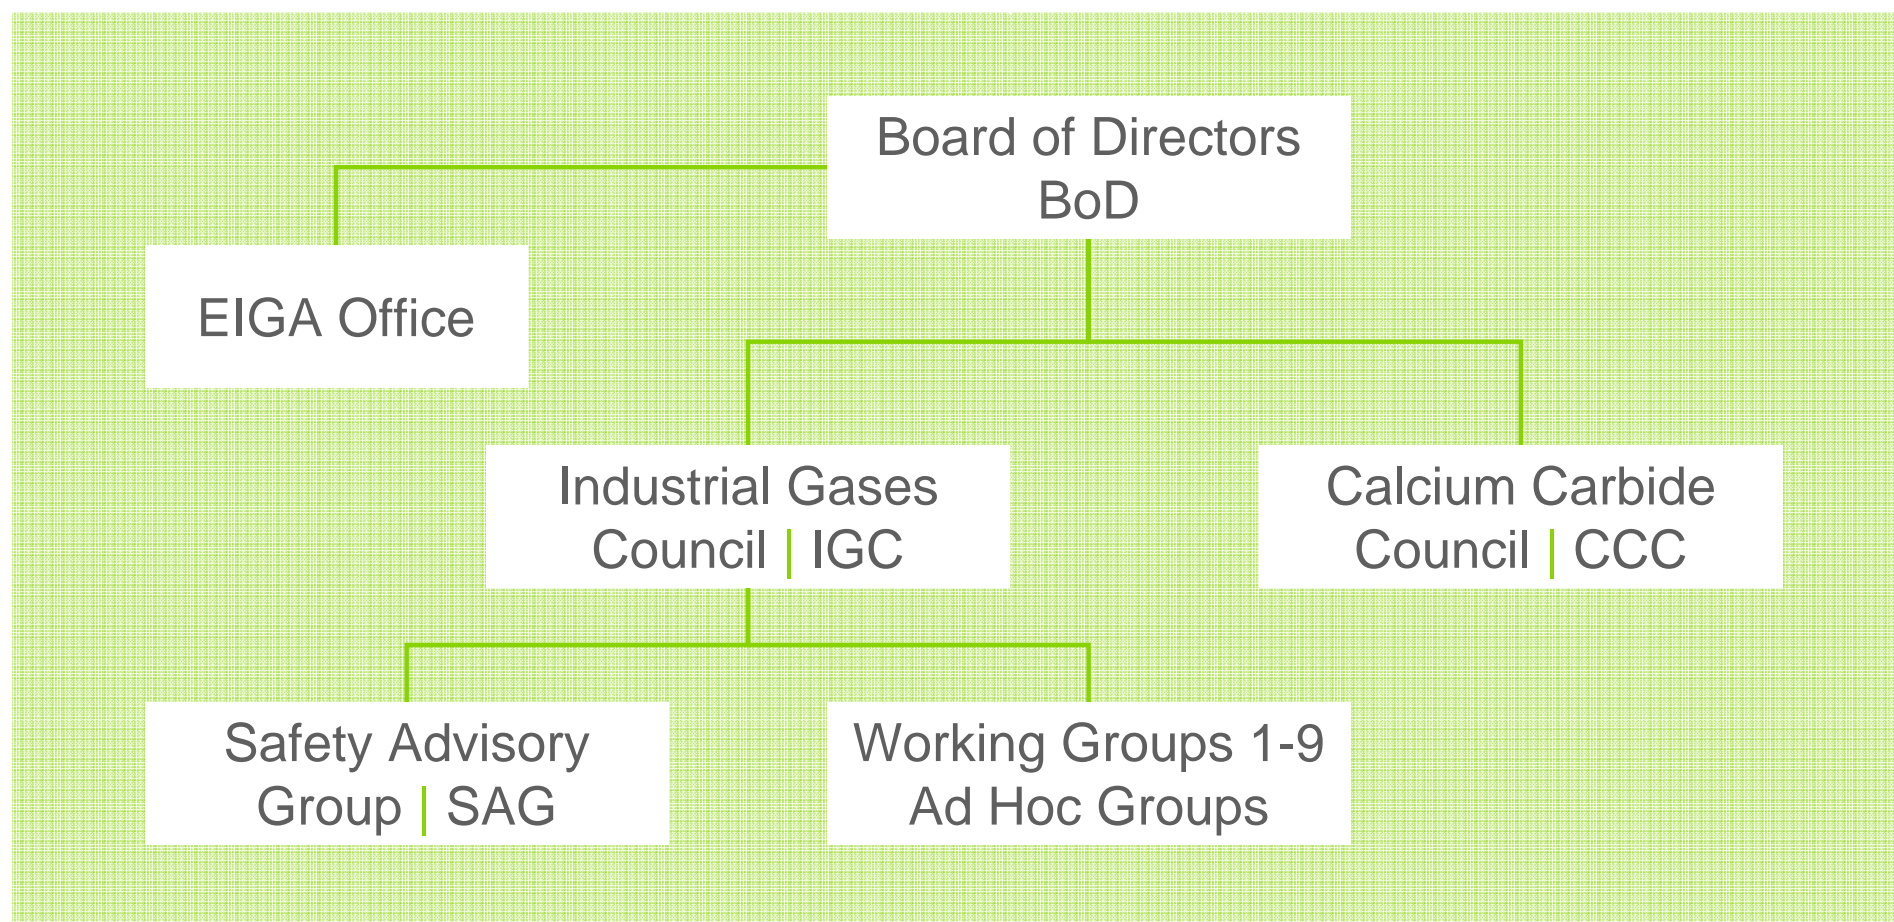 Board of Directors
BoD
EIGA Office
Industrial Gases
Council | IGC
Calcium Carbide
Council | CCC
Safety Advisory
Group | SAG
Working Groups 1-9
Ad Hoc Groups